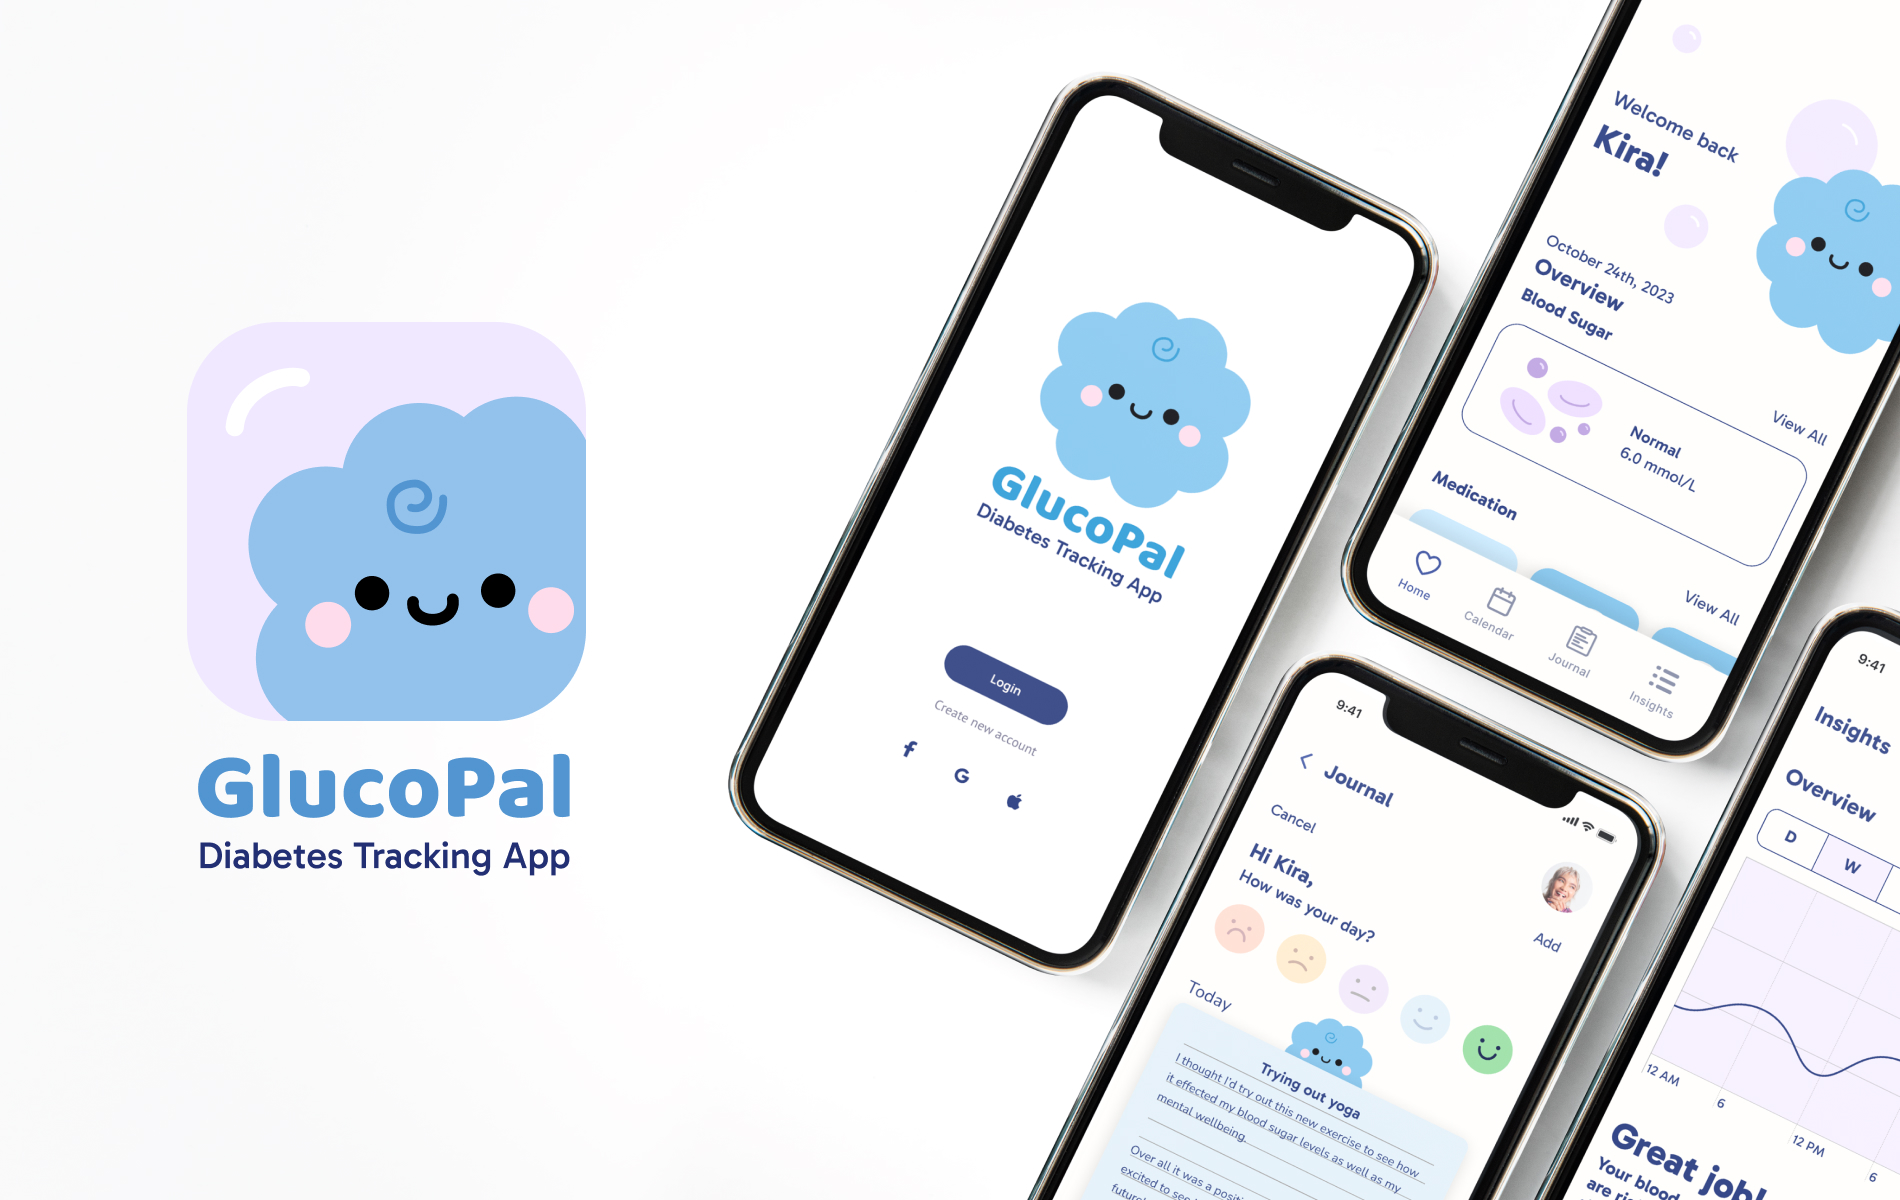 GlucoPal
Diabetes Tracking App
GlucoPal
Diabetes Tracking App
Login
Create new account
Welcome back
Kira!
October 24th, 2023
Overview
Blood Sugar
View All
Normal
6.0 mmol/L
Medication
View All
Home
Calendar
Journal
Insights
9:41
Journal
Cancel
Hi Kira,
How was your day?
Add
Today
Trying out yoga
I thought I'd try out this new exercise to see how
it effected my blood sugar levels as well as my
mental wellbeing.
Over all it was a
excited to see
9:41
Insights
Overview
D
W
12 AM
6
12 PM
6
Great job!
Your blood
are